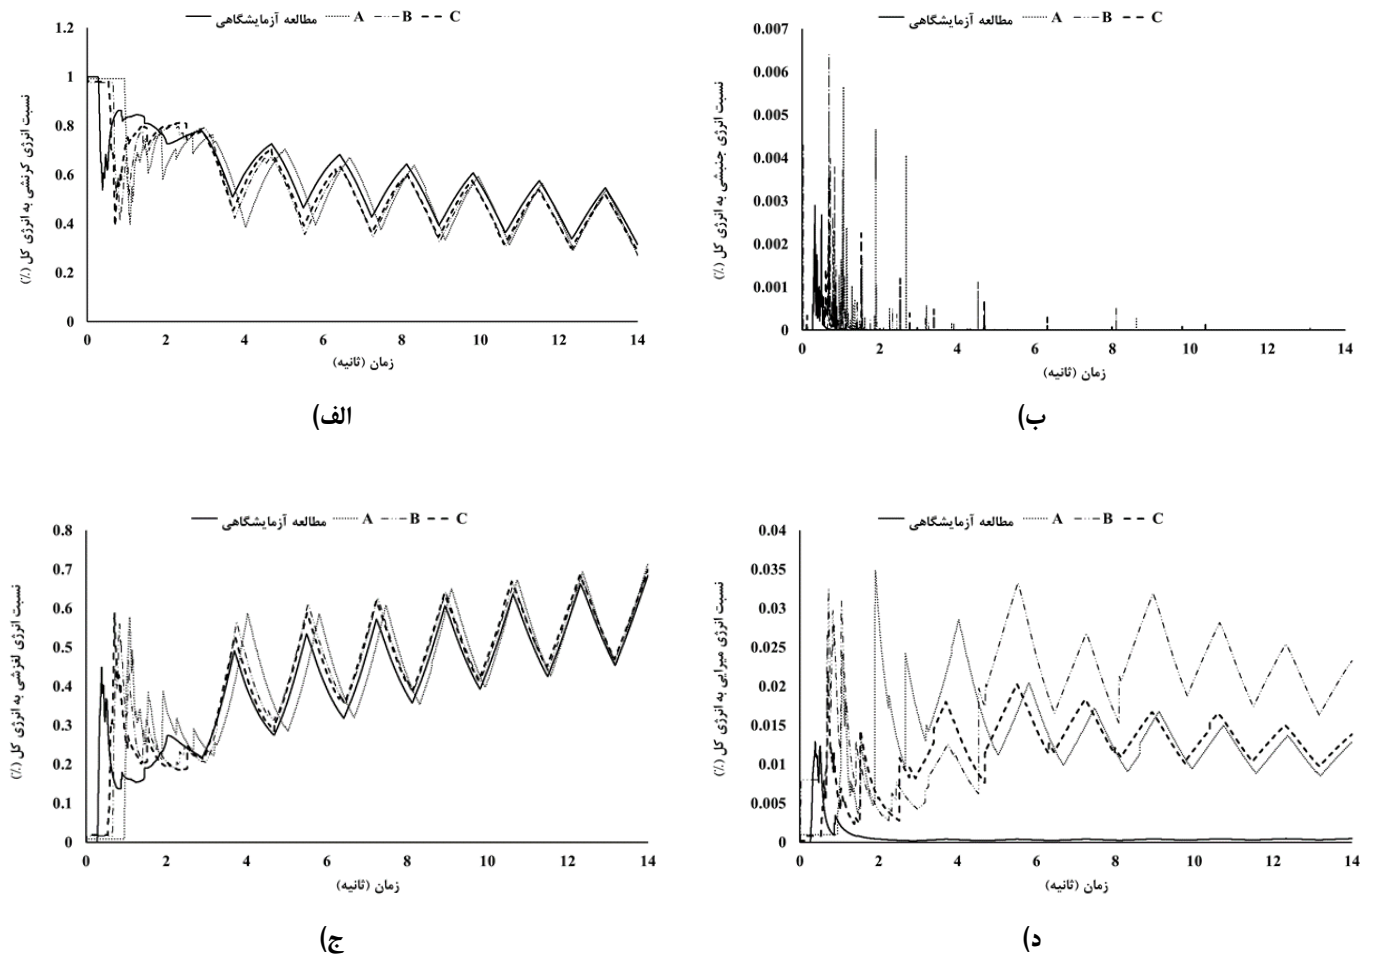 مطالعه آزمایشگاهی A B C
نسبت انرژی کرنشی به انرژی کل (٪)
1.2
1
0.8
0.6
0.4
0.2
0
0 2 4 6 8 10 12 14
زمان (ثانیه)
الف)
مطالعه آزمایشگاهی A B C
نسبت انرژی جنبشی به انرژی کل (٪)
0.007
0.006
0.005
0.004
0.003
0.002
0.001
0
0 2 4 6 8 10 12 14
زمان (ثانیه)
ب)
مطالعه آزمایشگاهی A B C
نسبت انرژی لغزشی به انرژی کل (٪)
0.8
0.7
0.6
0.5
0.4
0.3
0.2
0.1
0
0 2 4 6 8 10 12 14
زمان (ثانیه)
ج)
مطالعه آزمایشگاهی A B C
نسبت انرژی میرایی به انرژی کل (٪)
0.04
0.035
0.03
0.025
0.02
0.015
0.01
0.005
0
0 2 4 6 8 10 12 14
زمان (ثانیه)
د)